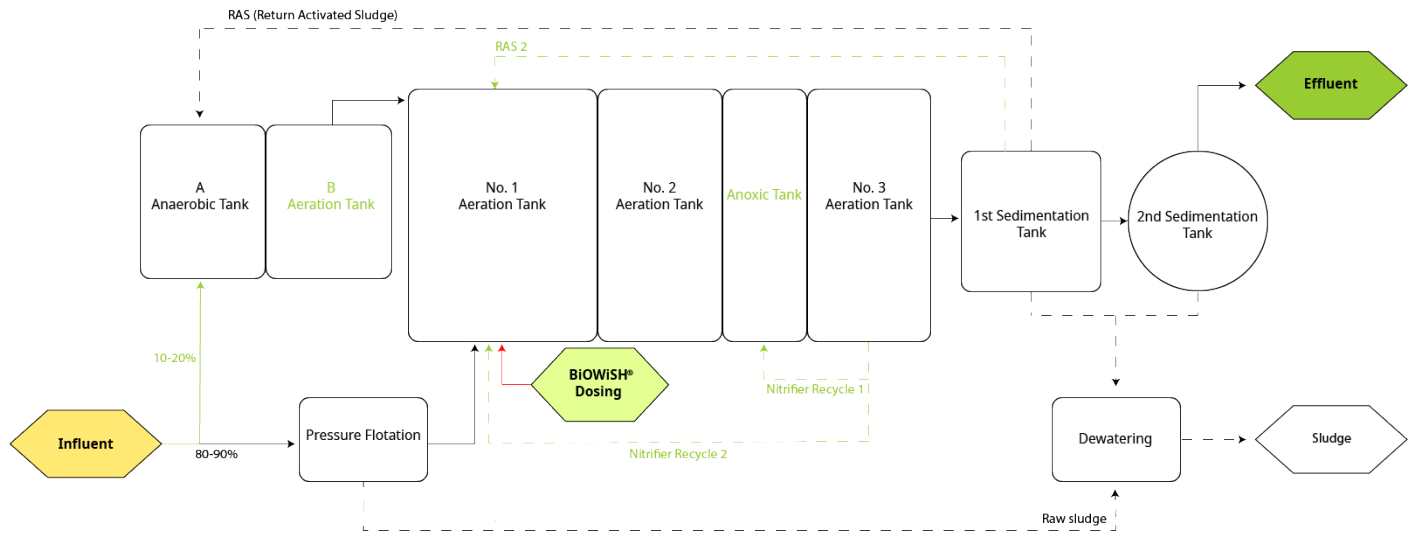 RAS (Return Activated Sludge)
RAS 2
Effluent
A
Anaerobic Tank
B
Aeration Tank
No. 1
Aeration Tank
No. 2
Aeration Tank
Anoxic Tank
No. 3
Aeration Tank
1st Sedimentation
Tank
2nd Sedimentation
Tank
10-20%
BiOWiSH®
Dosing
Nitrifier Recycle 1
Influent
80-90%
Pressure Flotation
Nitrifier Recycle 2
Dewatering
Sludge
Raw sludge